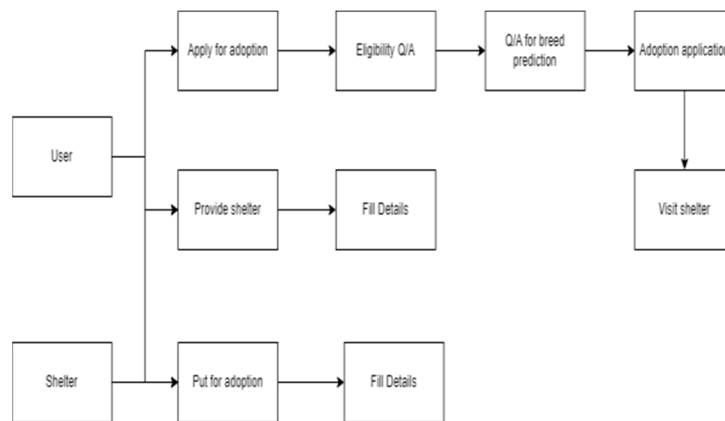 Apply for adoption
Eligibility Q/A
Q/A for breed
prediction
Adoption application
User
Provide shelter
Fill Details
Visit shelter
Shelter
Put for adoption
Fill Details